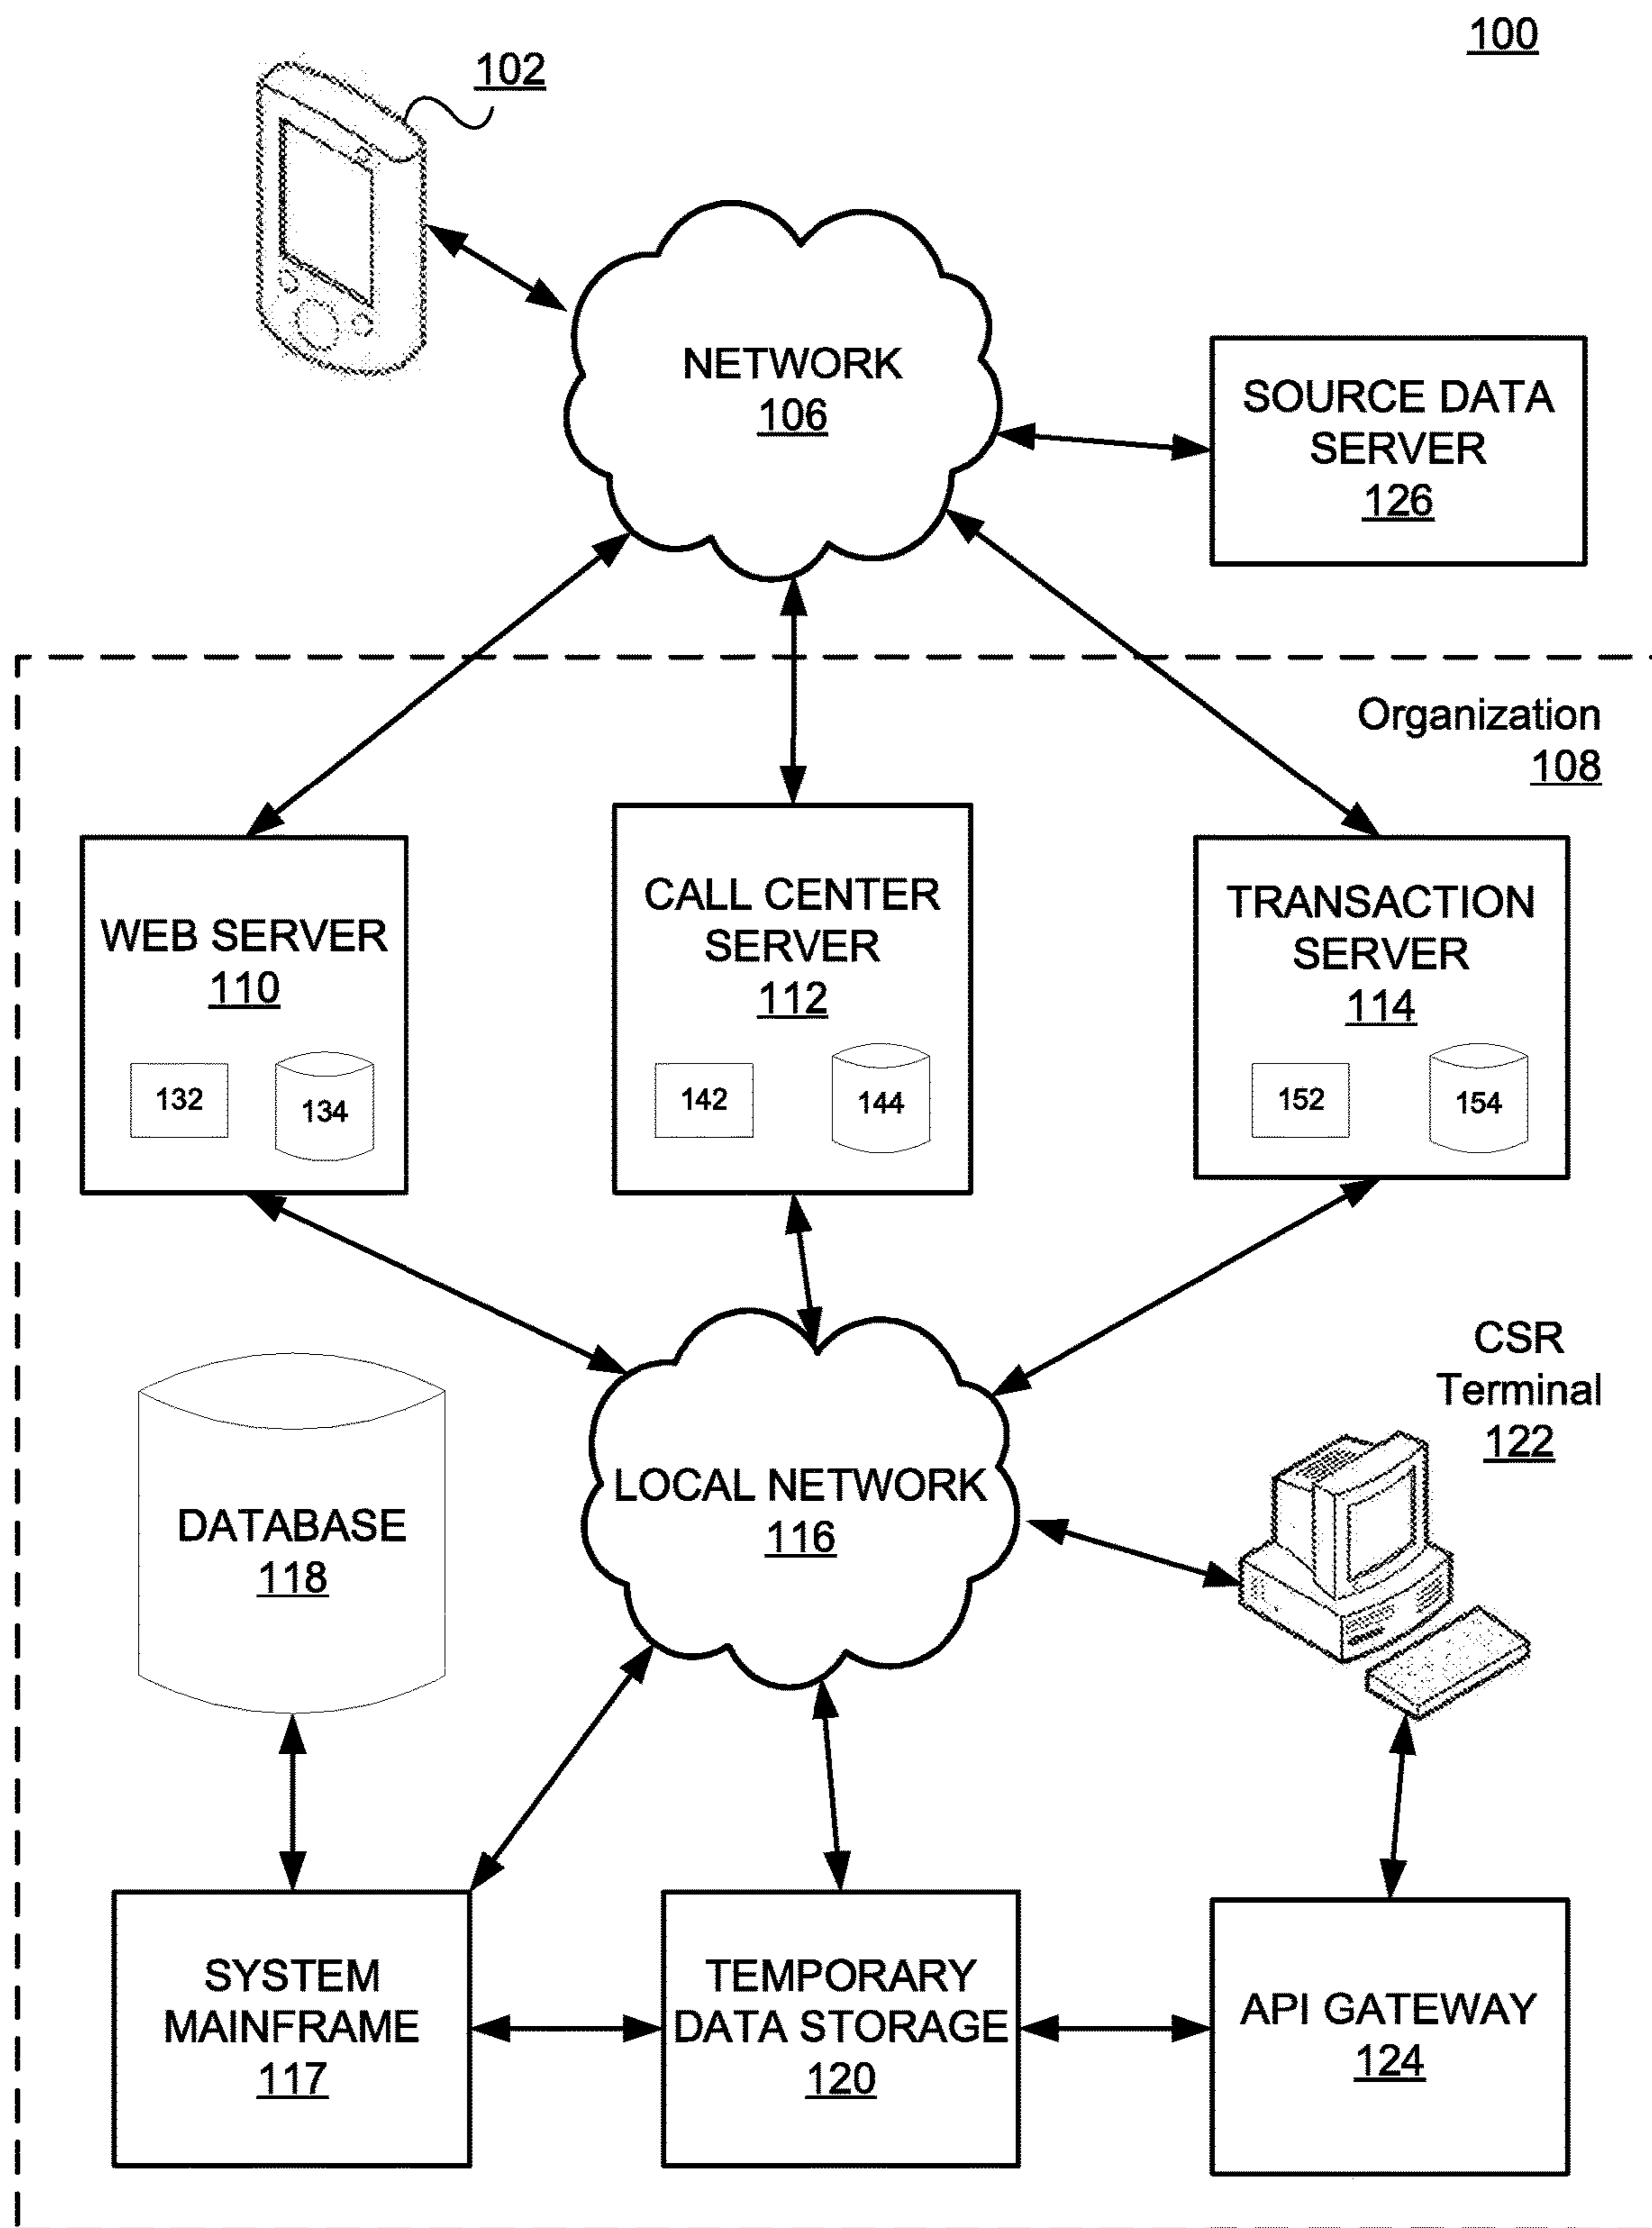 100
102
NETWORK
106
SOURCE DATA
SERVER
126
Organization
108
WEB SERVER
110
132
134
CALL CENTER
SERVER
112
142
144
TRANSACTION
SERVER
114
152
154
CSR
Terminal
122
DATABASE
118
LOCAL NETWORK
116
SYSTEM
MAINFRAME
117
TEMPORARY
DATA STORAGE
120
API GATEWAY
124